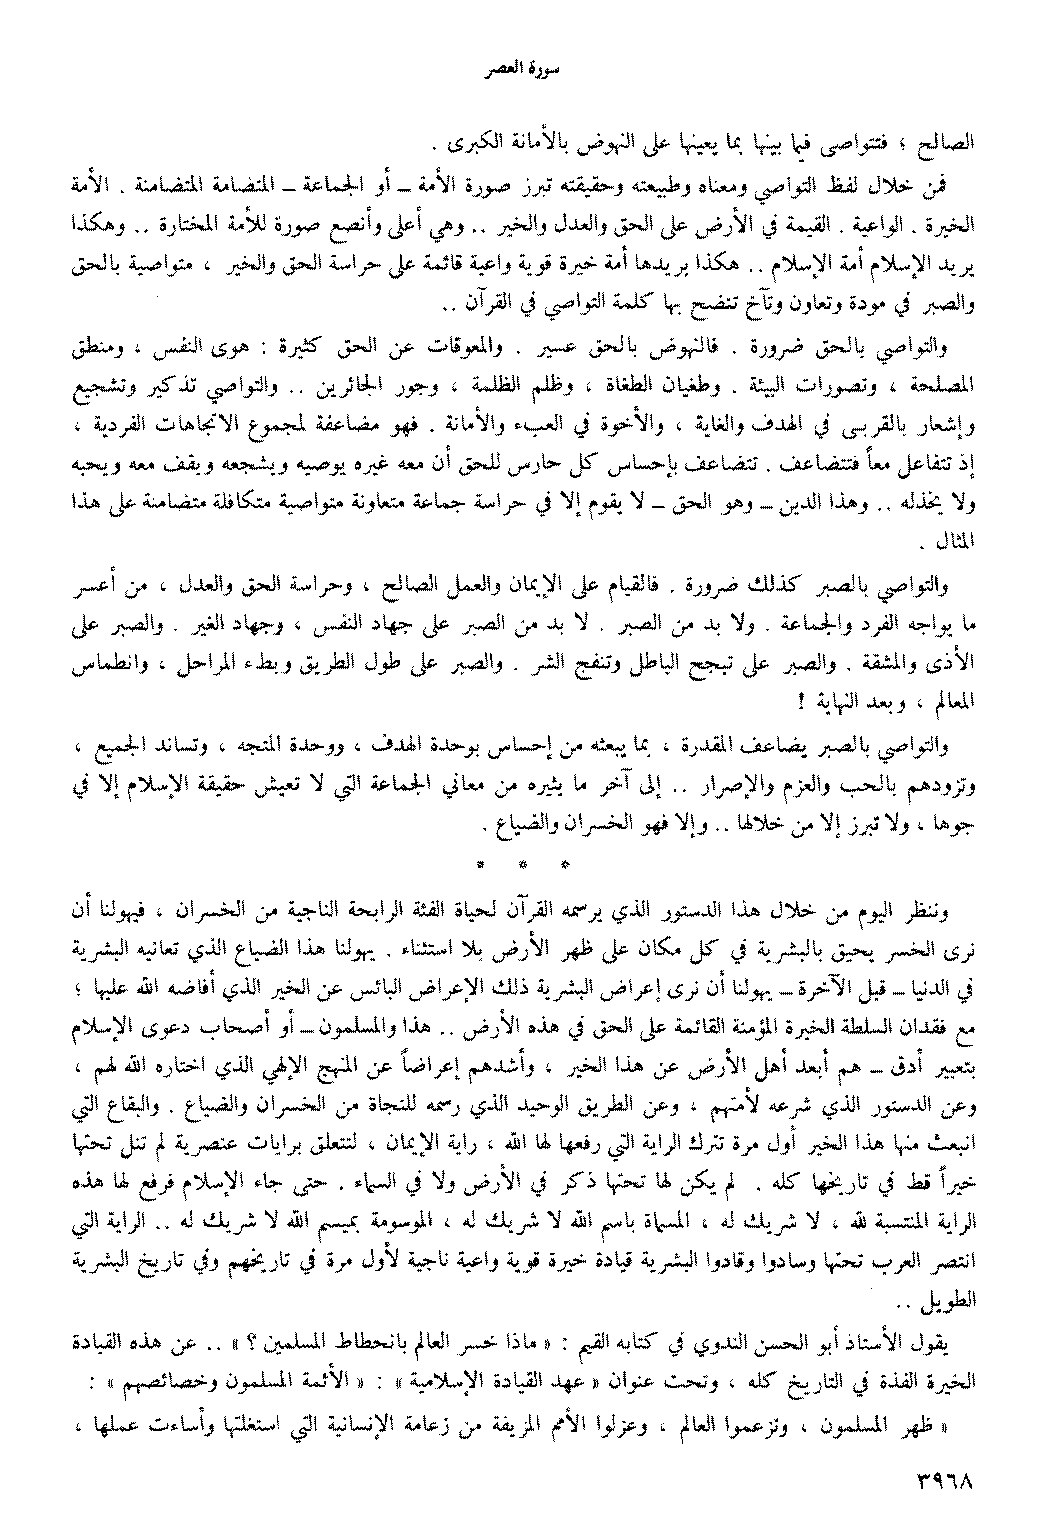 سورة العصر
الصالح ؛ فتتواصى فيما بينها بما يعينها على النهوض بالأمانة الكبرى .
فمن خلال لفظ التواصي ومعناه وطبيعته وحقيقته تبرز صورة الأمة – أو الجماعة – المتضامة المتضامنة . الأمة
الخيرة . الواعية . القيمة في الأرض على الحق والعدل والخير .. وهي أعلى وأنصع صورة للأمة المختارة .. وهكذا
يريد الإسلام أمة الإسلام .. هكذا يريدها أمة خيرة قوية واعية قائمة على حراسة الحق والخير ، متواصية بالحق
والصبر في مودة وتعاون وتآخ تنضح بها كلمة التواصي في القرآن ..
والتواصي بالحق ضرورة . فالنهوض بالحق عسير . والمعوقات عن الحق كثيرة : هوى النفس ، ومنطق
المصلحة ، وتصورات البيئة . وطغيان الطغاة ، وظلم الظلمة ، وجور الجائرين .. والتواصي تذكير وتشجيع
وإشعار بالقربى في الهدف والغاية ، والأخوة في العبء والأمانة . فهو مضاعفة لمجموع الاتجاهات الفردية ،
إذ تتفاعل معاً فتتضاعف . تتضاعف بإحساس كل حارس للحق أن معه غيره يوصيه ويشجعه ويقف معه ويحبه
ولا يخذله .. وهذا الدين – وهو الحق – لا يقوم إلا في حراسة جماعة متعاونة متواصية متكافلة متضامنة على هذا
المثال .
والتواصي بالصبر كذلك ضرورة . فالقيام على الإيمان والعمل الصالح ، وحراسة الحق والعدل ، من أعسر
ما يواجه الفرد والجماعة . ولا بد من الصبر . لا بد من الصبر على جهاد النفس ، وجهاد الغير . والصبر على
الأذى والمشقة . والصبر على تبجح الباطل وتنفج الشر . والصبر على طول الطريق وبطء المراحل ، وانطماس
المعالم ، وبعد النهاية !
والتواصي بالصبر يضاعف المقدرة ، بما يبعثه من إحساس بوحدة الهدف ، ووحدة المتجه ، وتساند الجميع ،
وتزودهم بالحب والعزم والإصرار .. إلى آخر ما يثيره من معاني الجماعة التي لا تعيش حقيقة الإسلام إلا في
جوها ، ولا تبرز إلا من خلالها .. وإلا فهو الخسران والضياع .
* * *
وننظر اليوم من خلال هذا الدستور الذي يرسمه القرآن لحياة الفئة الرابحة الناجية من الخسران ، فيهولنا أن
نرى الخسر يحيق بالبشرية في كل مكان على ظهر الأرض بلا استثناء . يهولنا هذا الضياع الذي تعانيه البشرية
في الدنيا – قبل الآخرة – يهولنا أن نرى إعراض البشرية ذلك الإعراض البائس عن الخير الذي أفاضه الله عليها ؛
مع فقدان السلطة الخيرة المؤمنة القائمة على الحق في هذه الأرض .. هذا والمسلمون – أو أصحاب دعوى الإسلام
بتعبير أدق – هم أبعد أهل الأرض عن هذا الخير ، وأشدهم إعراضاً عن المنهج الإلهي الذي اختاره الله لهم ،
وعن الدستور الذي شرعه لأمتهم ، وعن الطريق الوحيد الذي رسمه للنجاة من الخسران والضياع . والبقاع التي
انبعث منها هذا الخير أول مرة تترك الراية التي رفعها لها الله ، راية الإيمان ، لتتعلق برايات عنصرية لم تنل تحتها
خيراً قط في تاريخها كله . لم يكن لها تحتها ذكر في الأرض ولا في السماء . حتى جاء الإسلام فرفع لها هذه
الراية المنتسبة لله ، لا شريك له ، المسماة باسم الله لا شريك له ، الموسومة بميسم الله لا شريك له .. الراية التي
انتصر العرب تحتها وسادوا وقادوا البشرية قيادة خيرة قوية واعية ناجية لأول مرة في تاريخهم وفي تاريخ البشرية
الطويل ..
يقول الأستاذ أبو الحسن الندوي في كتابه القيم : « ماذا خسر العالم بانحطاط المسلمين ؟ » .. عن هذه القيادة
الخيرة الفذة في التاريخ كله ، وتحت عنوان « عهد القيادة الإسلامية » : « الأئمة المسلمون وخصائصهم » :
« ظهر المسلمون ، وتزعموا العالم ، وعزلوا الأمم المزيفة من زعامة الإنسانية التي استغلتها وأساءت عملها ،
٣٩٦٨